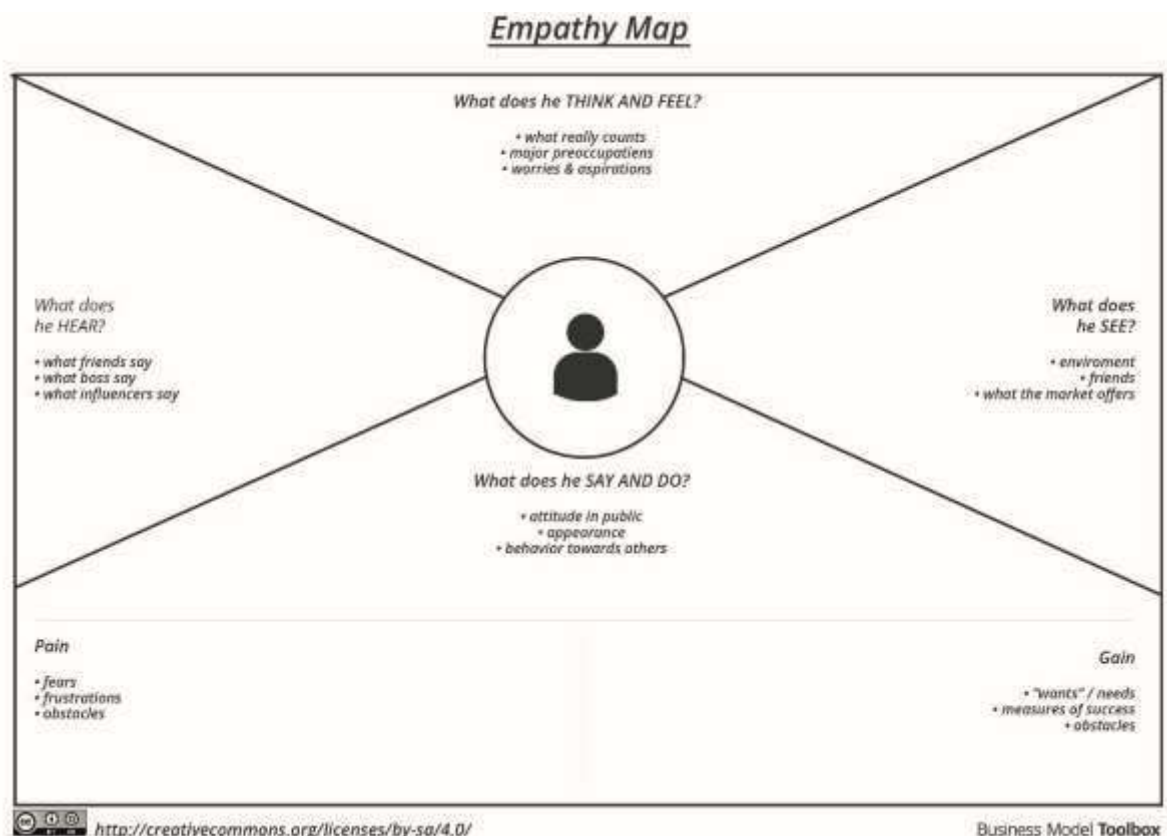 Empathy Map
What does he THINK AND FEEL?
• what really counts
• major preoccupatiens
• worries & aspirations
What does
he HEAR?
• what friends say
• what boss say
• what influencers say
What does
he SEE?
• enviroment
• friends
• what the market offers
What does he SAY AND DO?
• attitude in public
• appearance
• behavior towards others
Pain
• fears
• frustrations
• obstacles
Gain
• "wants" / needs
• measures of success
• obstacles
cc BY SA
http://creativecommons.org/licenses/by-sa/4.0/
Business Model Toolbox